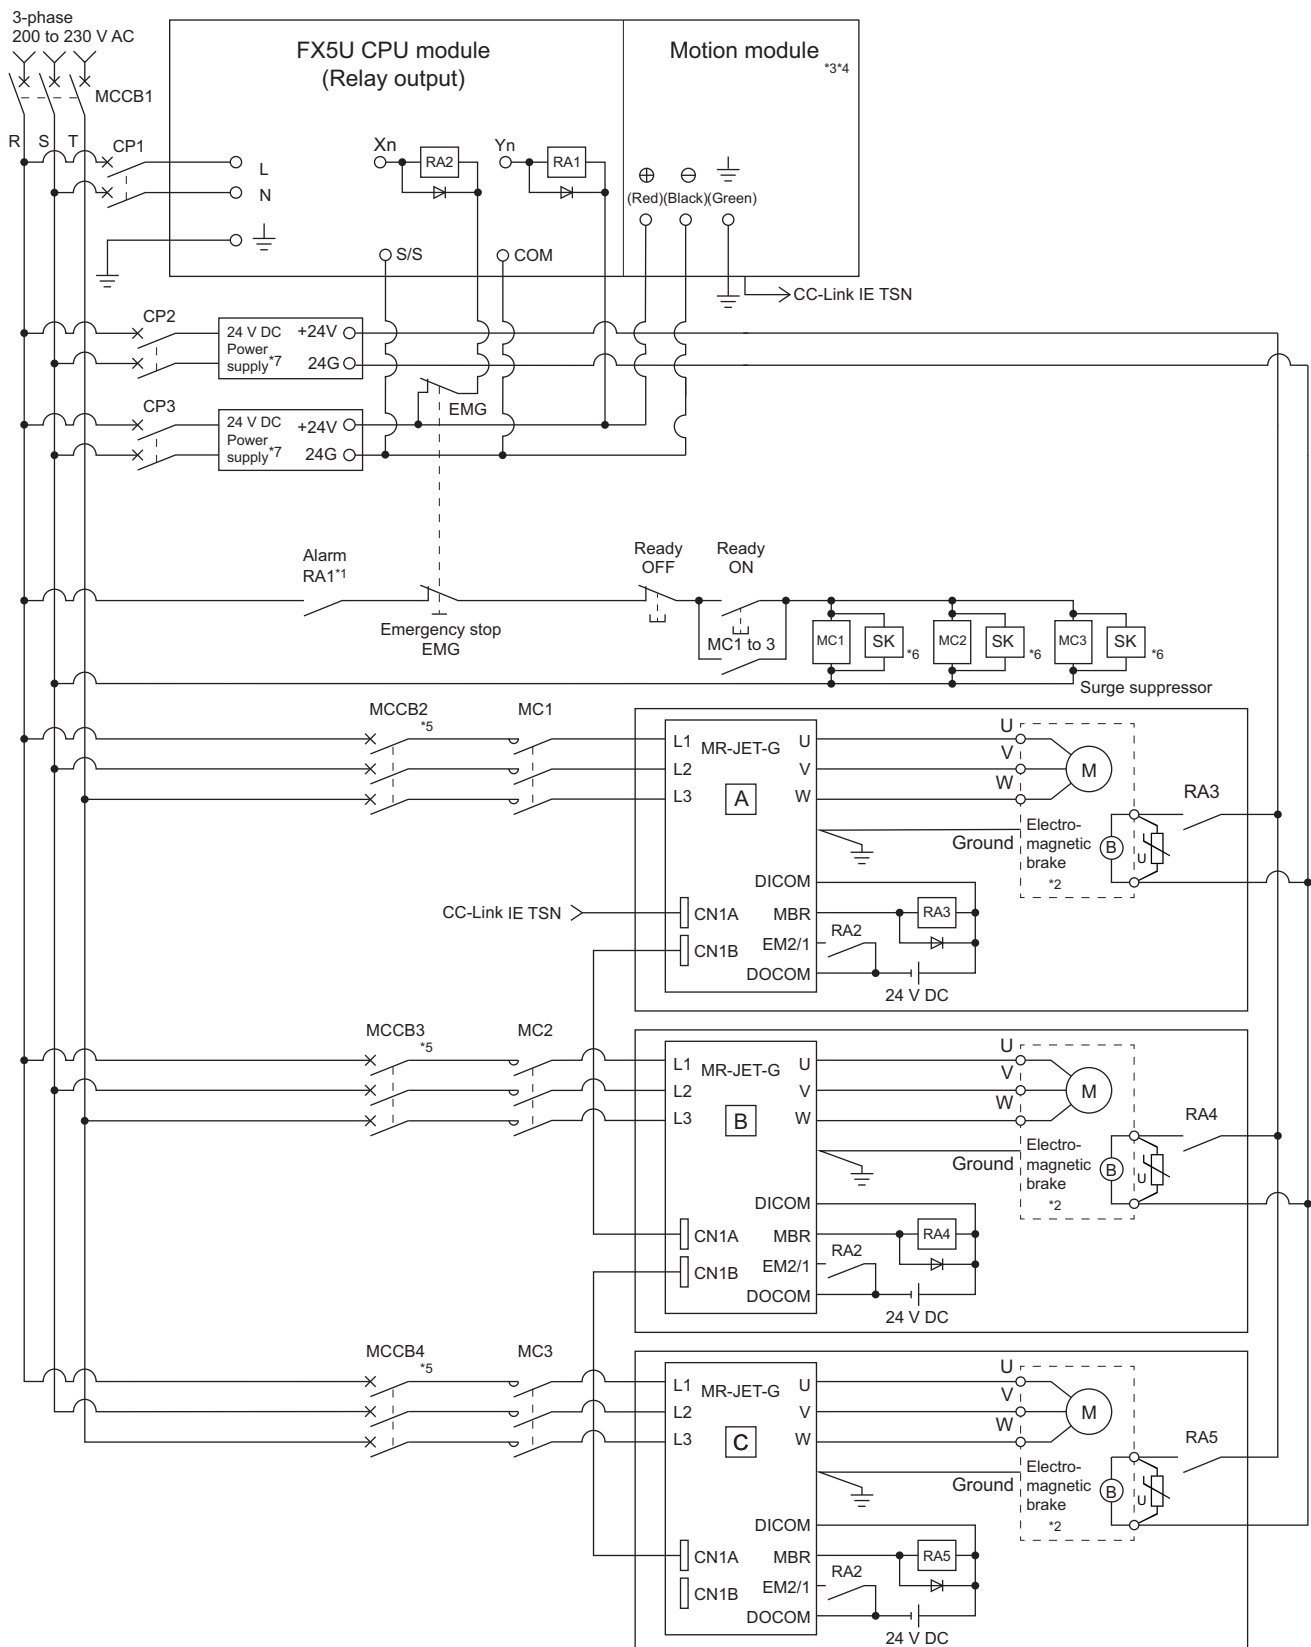 3-phase
200 to 230 V AC
MCCB1
R S T
FX5U CPU module
(Relay output)
Motion module
*3*4
CP1
L
N
Xn
RA2
Yn
RA1
⊕ ⊖
(Red)(Black)(Green)
S/S
COM
CC-Link IE TSN
CP2
24 V DC
Power
supply*7
+24V
24G
CP3
24 V DC
Power
supply*7
+24V
24G
EMG
Alarm
RA1*1
Emergency stop
EMG
Ready
OFF
Ready
ON
MC1 to 3
MC1
SK
*6
MC2
SK
*6
MC3
SK
*6
Surge suppressor
MCCB2
*5
MC1
L1
L2
L3
MR-JET-G
A
U
V
W
U
V
W
M
RA3
Ground
Electro-
magnetic
brake
*2
B
U
DICOM
CC-Link IE TSN
CN1A
MBR
RA3
CN1B
EM2/1
RA2
DOCOM
24 V DC
MCCB3
*5
MC2
L1
L2
L3
MR-JET-G
B
U
V
W
U
V
W
M
RA4
Ground
Electro-
magnetic
brake
*2
B
U
DICOM
CN1A
MBR
RA4
CN1B
EM2/1
RA2
DOCOM
24 V DC
MCCB4
*5
MC3
L1
L2
L3
MR-JET-G
C
U
V
W
U
V
W
M
RA5
Ground
Electro-
magnetic
brake
*2
B
U
DICOM
CN1A
MBR
RA5
CN1B
EM2/1
RA2
DOCOM
24 V DC